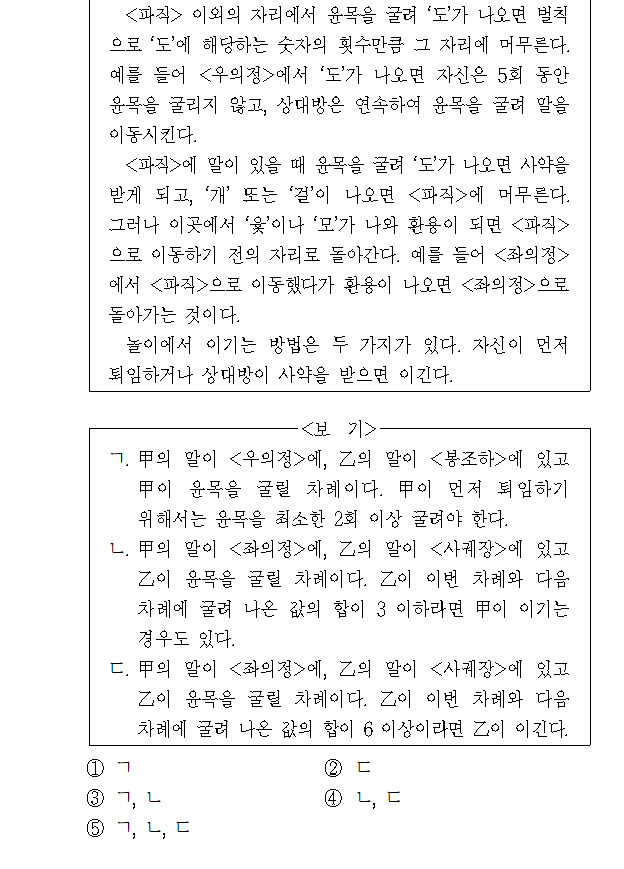 <파직> 이외의 자리에서 윤목을 굴려 '도'가 나오면 벌칙
으로 '도'에 해당하는 숫자의 횟수만큼 그 자리에 머무른다.
예를 들어 <우의정>에서 '도'가 나오면 자신은 5회 동안
윤목을 굴리지 않고, 상대방은 연속하여 윤목을 굴려 말을
이동시킨다.
<파직>에 말이 있을 때 윤목을 굴려 '도'가 나오면 사약을
받게 되고, '개' 또는 '걸'이 나오면 <파직>에 머무른다.
그러나 이곳에서 '윷'이나 '모'가 나와 환용이 되면 <파직>
으로 이동하기 전의 자리로 돌아간다. 예를 들어 <좌의정>
에서 <파직>으로 이동했다가 환용이 나오면 <좌의정>으로
돌아가는 것이다.
놀이에서 이기는 방법은 두 가지가 있다. 자신이 먼저
퇴임하거나 상대방이 사약을 받으면 이긴다.
<보 기>
ㄱ. 甲의 말이 <우의정>에, 乙의 말이 <봉조하>에 있고
甲이 윤목을 굴릴 차례이다. 甲이 먼저 퇴임하기
위해서는 윤목을 최소한 2회 이상 굴려야 한다.
ㄴ. 甲의 말이 <좌의정>에, 乙의 말이 <사궤장>에 있고
乙이 윤목을 굴릴 차례이다. 乙이 이번 차례와 다음
차례에 굴려 나온 값의 합이 3 이하라면 甲이 이기는
경우도 있다.
ㄷ. 甲의 말이 <좌의정>에, 乙의 말이 <사궤장>에 있고
乙이 윤목을 굴릴 차례이다. 乙이 이번 차례와 다음
차례에 굴려 나온 값의 합이 6 이상이라면 乙이 이긴다.
① ㄱ ② ㄷ
③ ㄱ, ㄴ ④ ㄴ, ㄷ
⑤ ㄱ, ㄴ, ㄷ